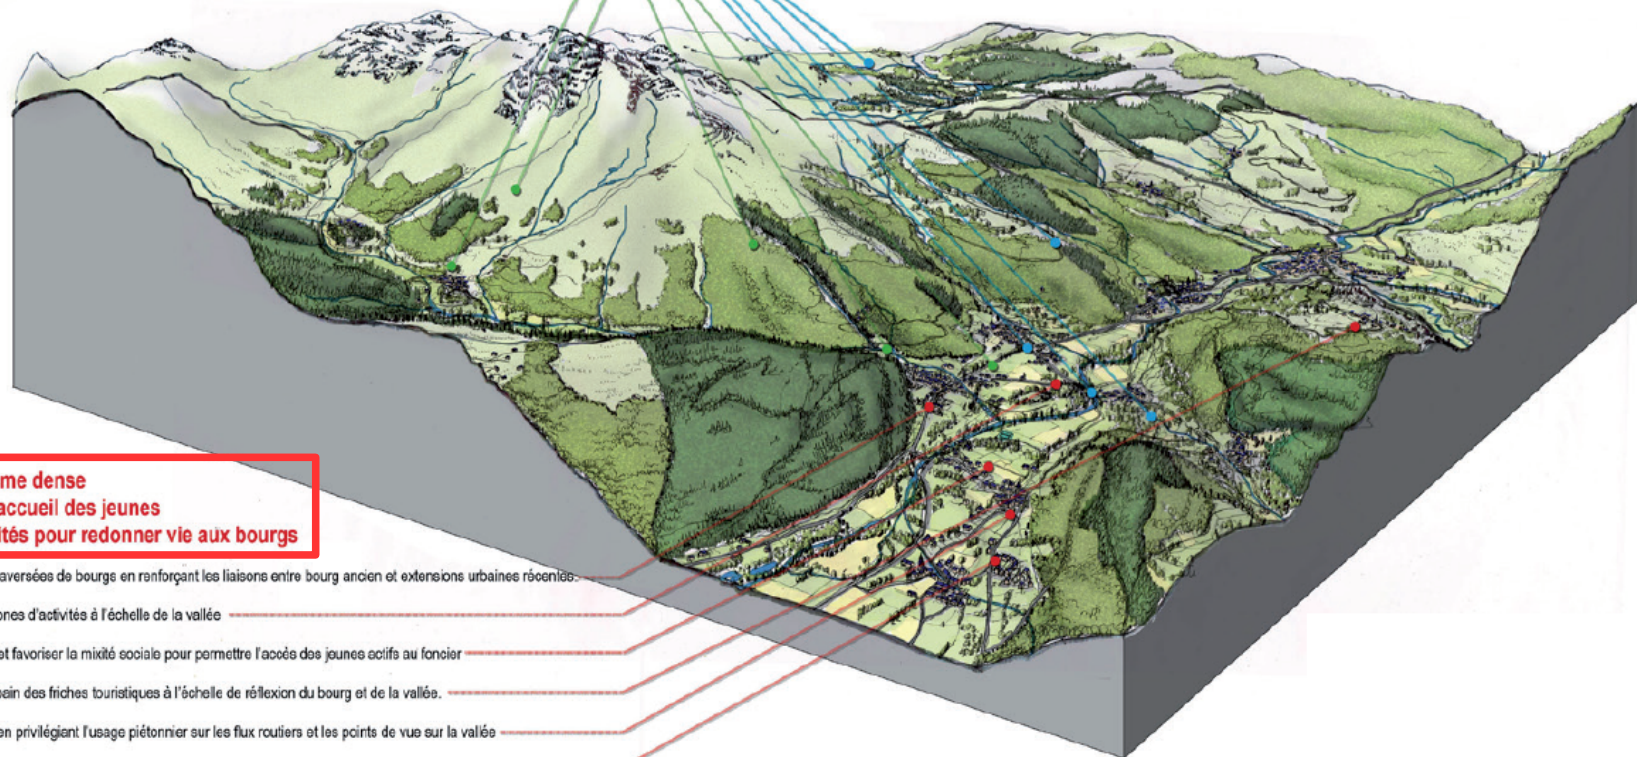 me dense
accueil des jeunes
ités pour redonner vie aux bourgs
aversées de bourgs en renforçant les liaisons entre bourg ancien et extensions urbaines récentes.
ones d'activités à l'échelle de la vallée
et favoriser la mixité sociale pour permettre l'accès des jeunes actifs au foncier
pain des friches touristiques à l'échelle de réflexion du bourg et de la vallée.
en privilégiant l'usage piétonnier sur les flux routiers et les points de vue sur la vallée